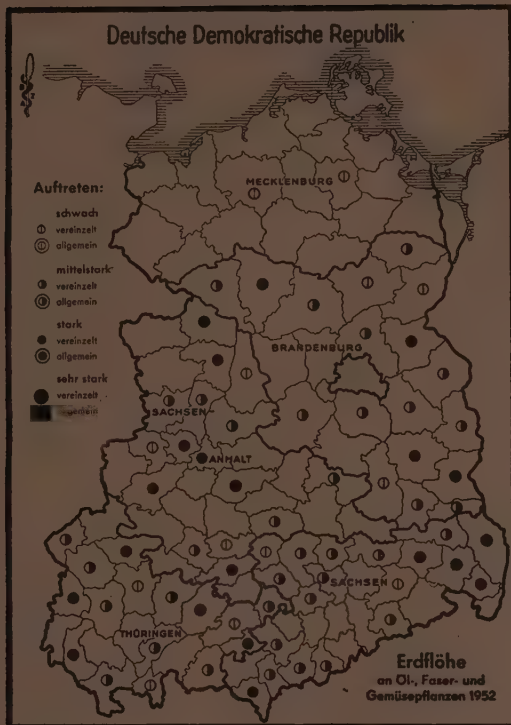 Deutsche Demokratische Republik
MECKLENBURG
Auftreten:
schwach
vereinzelt
allgemein
mittelstark
vereinzelt
allgemein
stark
vereinzelt
allgemein
sehr stark
vereinzelt
BRANDENBURG
SACHSEN-
ANHALT
SACHSEN
THÜRINGEN
Erdflöhe
an Öl-, Faser- und
Gemüsepflanzen 1952